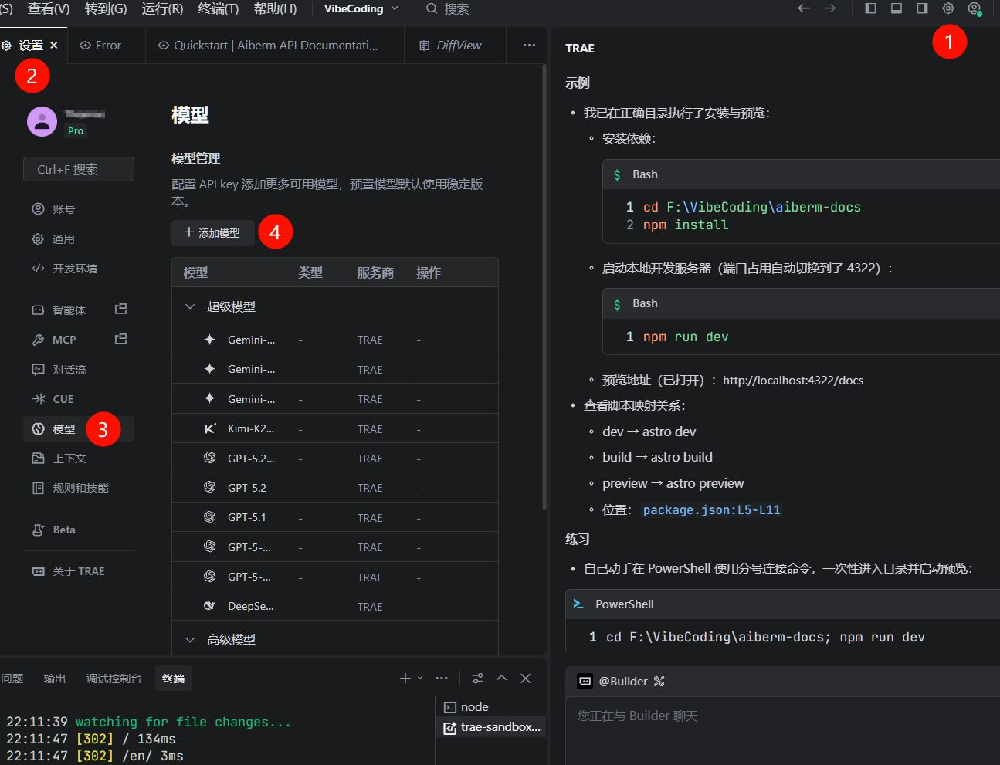 (S) 查看(V) 转到(G) 运行(R) 终端(T) 帮助(H) VibeCoding 搜索
设置 Error Quickstart | Aiberm API Documentati... DiffView
1
2
Pro
Ctrl+F 搜索
账号
通用
开发环境
智能体
MCP
对话流
CUE
模型 3
上下文
规则和技能
Beta
关于 TRAE
模型
模型管理
配置 API key 添加更多可用模型，预置模型默认使用稳定版
本。
添加模型 4
模型 类型 服务商 操作
超级模型
Gemini-... - TRAE -
Gemini-... - TRAE -
Gemini-... - TRAE -
Kimi-K2... - TRAE -
GPT-5.2... - TRAE -
GPT-5.2 - TRAE -
GPT-5.1 - TRAE -
GPT-5-... - TRAE -
GPT-5-... - TRAE -
DeepSe... - TRAE -
高级模型
问题 输出 调试控制台 终端
22:11:39 watching for file changes...
22:11:47 [302] / 134ms
22:11:47 [302] /en/ 3ms
node
trae-sandbox...
TRAE
示例
• 我已在正确目录执行了安装与预览：
◦ 安装依赖：
$ Bash
1 cd F:\VibeCoding\aiberm-docs
2 npm install
◦ 启动本地开发服务器（端口占用自动切换到了 4322）：
$ Bash
1 npm run dev
◦ 预览地址（已打开）：http://localhost:4322/docs
• 查看脚本映射关系：
◦ dev → astro dev
◦ build → astro build
◦ preview → astro preview
◦ 位置： package.json:L5-L11
练习
• 自己动手在 PowerShell 使用分号连接命令，一次性进入目录并启动预览：
PowerShell
1 cd F:\VibeCoding\aiberm-docs; npm run dev
@Builder
您正在与 Builder 聊天